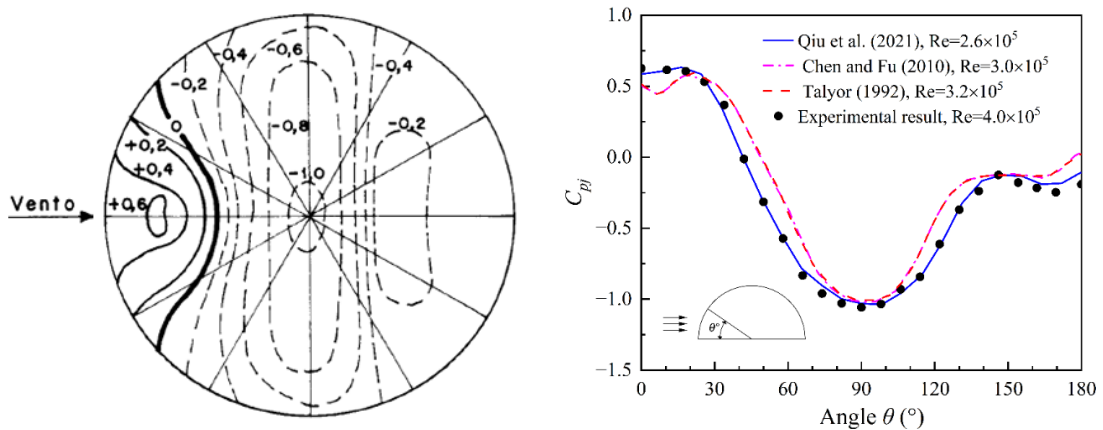 -0,2
-0,4
-0,6
-0,4
0
-0,2
+0,2
-0,8
+0,4
-1,0
+0,6
Vento
1.0
0.5
0.0
−0.5
−1.0
−1.5
C_pj
Qiu et al. (2021), Re=2.6×10⁵
Chen and Fu (2010), Re=3.0×10⁵
Talyor (1992), Re=3.2×10⁵
Experimental result, Re=4.0×10⁵
θ°
0 30 60 90 120 150 180
Angle θ (°)